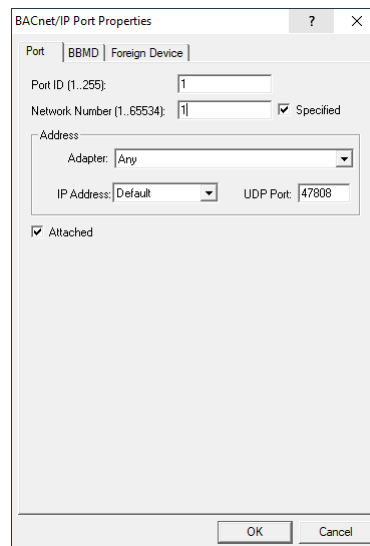 BACnet/IP Port Properties ?
Port BBMD Foreign Device
Port ID (1..255): 1
Network Number (1..65534): 1 Specified
Address
Adapter: Any
IP Address: Default UDP Port: 47808
Attached
OK Cancel